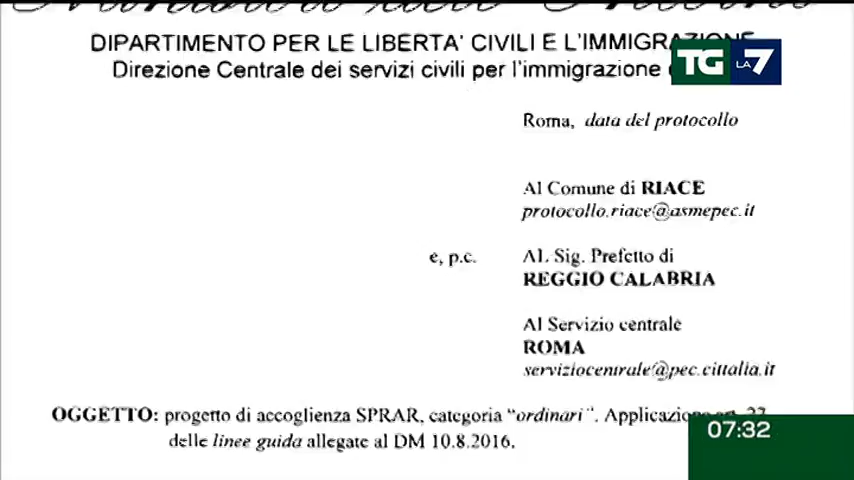 DIPARTIMENTO PER LE LIBERTA' CIVILI E L'IMMIGRAZIONE
TG LA 7
Direzione Centrale dei servizi civili per l'immigrazione
Roma, data del protocollo
Al Comune di RIACE
protocollo.riace@asmepec.it
e, p.c. AL Sig. Prefetto di
REGGIO CALABRIA
Al Servizio centrale
ROMA
serviziocentrale@pec.cittalia.it
OGGETTO: progetto di accoglienza SPRAR, categoria "ordinari". Applicazione
delle linee guida allegate al DM 10.8.2016.
07:32